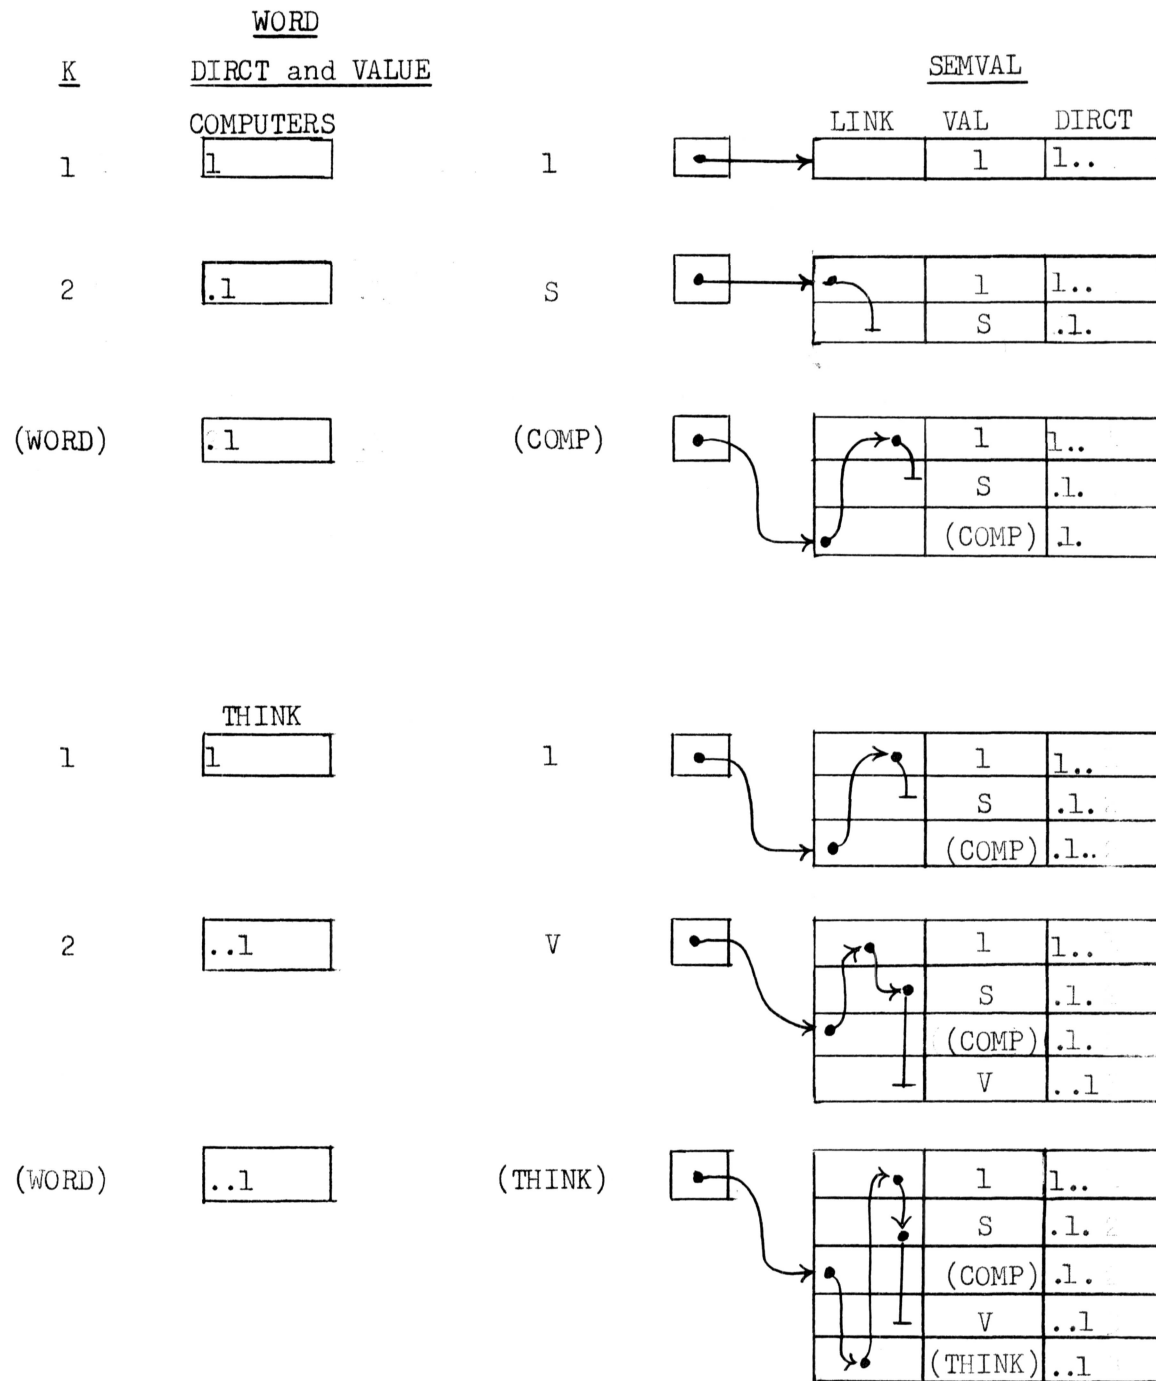 WORD
K DIRCT and VALUE SEMVAL
COMPUTERS LINK VAL DIRCT
1 1 1 1 1..
2 .1 S 1 1..
S .1.
(WORD) .1 (COMP) 1 1..
S .1.
(COMP) .1.
THINK
1 1 1 1 1..
S .1.
(COMP) .1..
2 ..1 V 1 1..
S .1.
(COMP) .1.
V ..1
(WORD) ..1 (THINK) 1 1..
S .1.
(COMP) .1.
V ..1
(THINK) ..1